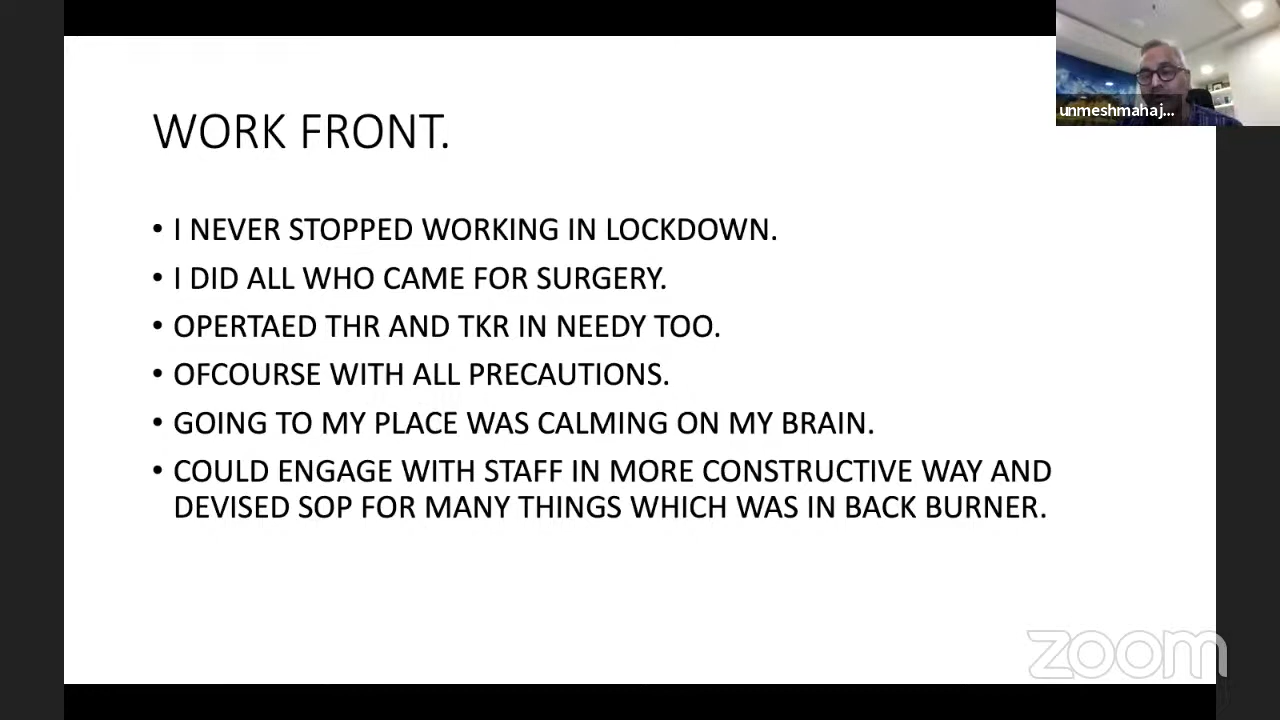 unmeshmahaj...
WORK FRONT.
• I NEVER STOPPED WORKING IN LOCKDOWN.
• I DID ALL WHO CAME FOR SURGERY.
• OPERTAED THR AND TKR IN NEEDY TOO.
• OFCOURSE WITH ALL PRECAUTIONS.
• GOING TO MY PLACE WAS CALMING ON MY BRAIN.
• COULD ENGAGE WITH STAFF IN MORE CONSTRUCTIVE WAY AND
DEVISED SOP FOR MANY THINGS WHICH WAS IN BACK BURNER.
zoom